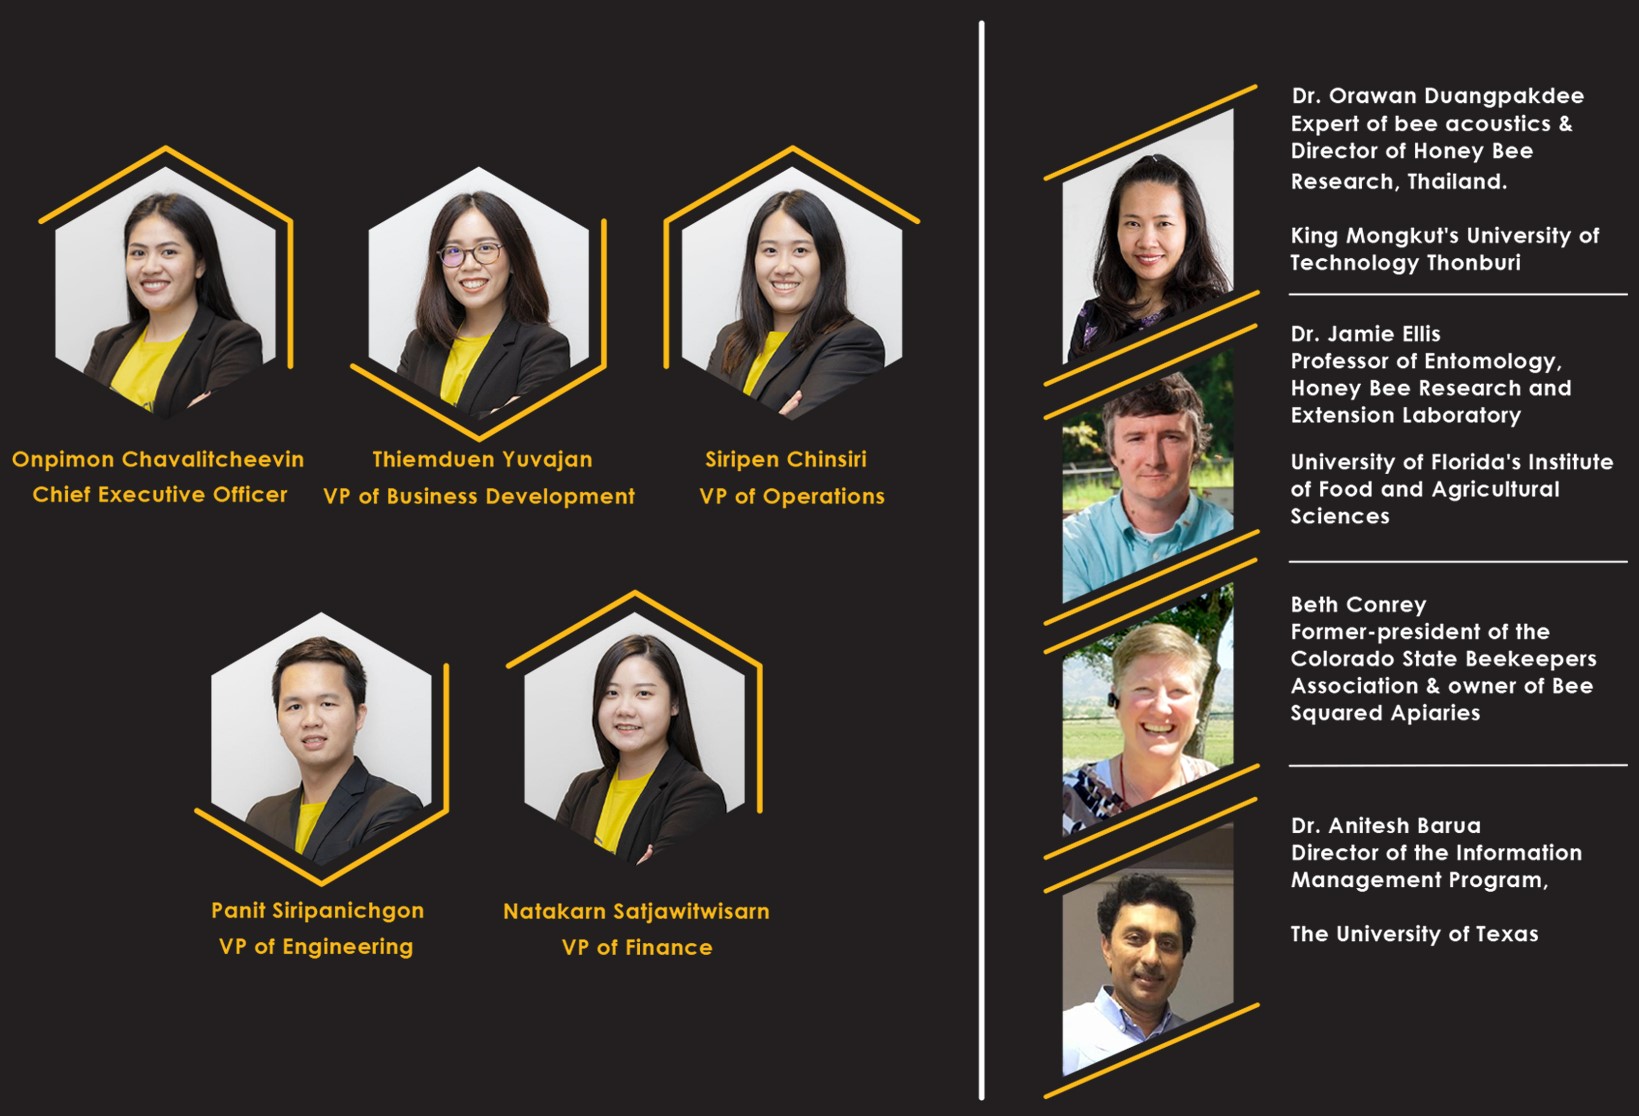 Onpimon Chavalitcheevin
Chief Executive Officer
Thiemduen Yuvajan
VP of Business Development
Siripen Chinsiri
VP of Operations
Panit Siripanichgon
VP of Engineering
Natakarn Satjawitwisarn
VP of Finance
Dr. Orawan Duangpakdee
Expert of bee acoustics &
Director of Honey Bee
Research, Thailand.
King Mongkut's University of
Technology Thonburi
Dr. Jamie Ellis
Professor of Entomology,
Honey Bee Research and
Extension Laboratory
University of Florida's Institute
of Food and Agricultural
Sciences
Beth Conrey
Former-president of the
Colorado State Beekeepers
Association & owner of Bee
Squared Apiaries
Dr. Anitesh Barua
Director of the Information
Management Program,
The University of Texas